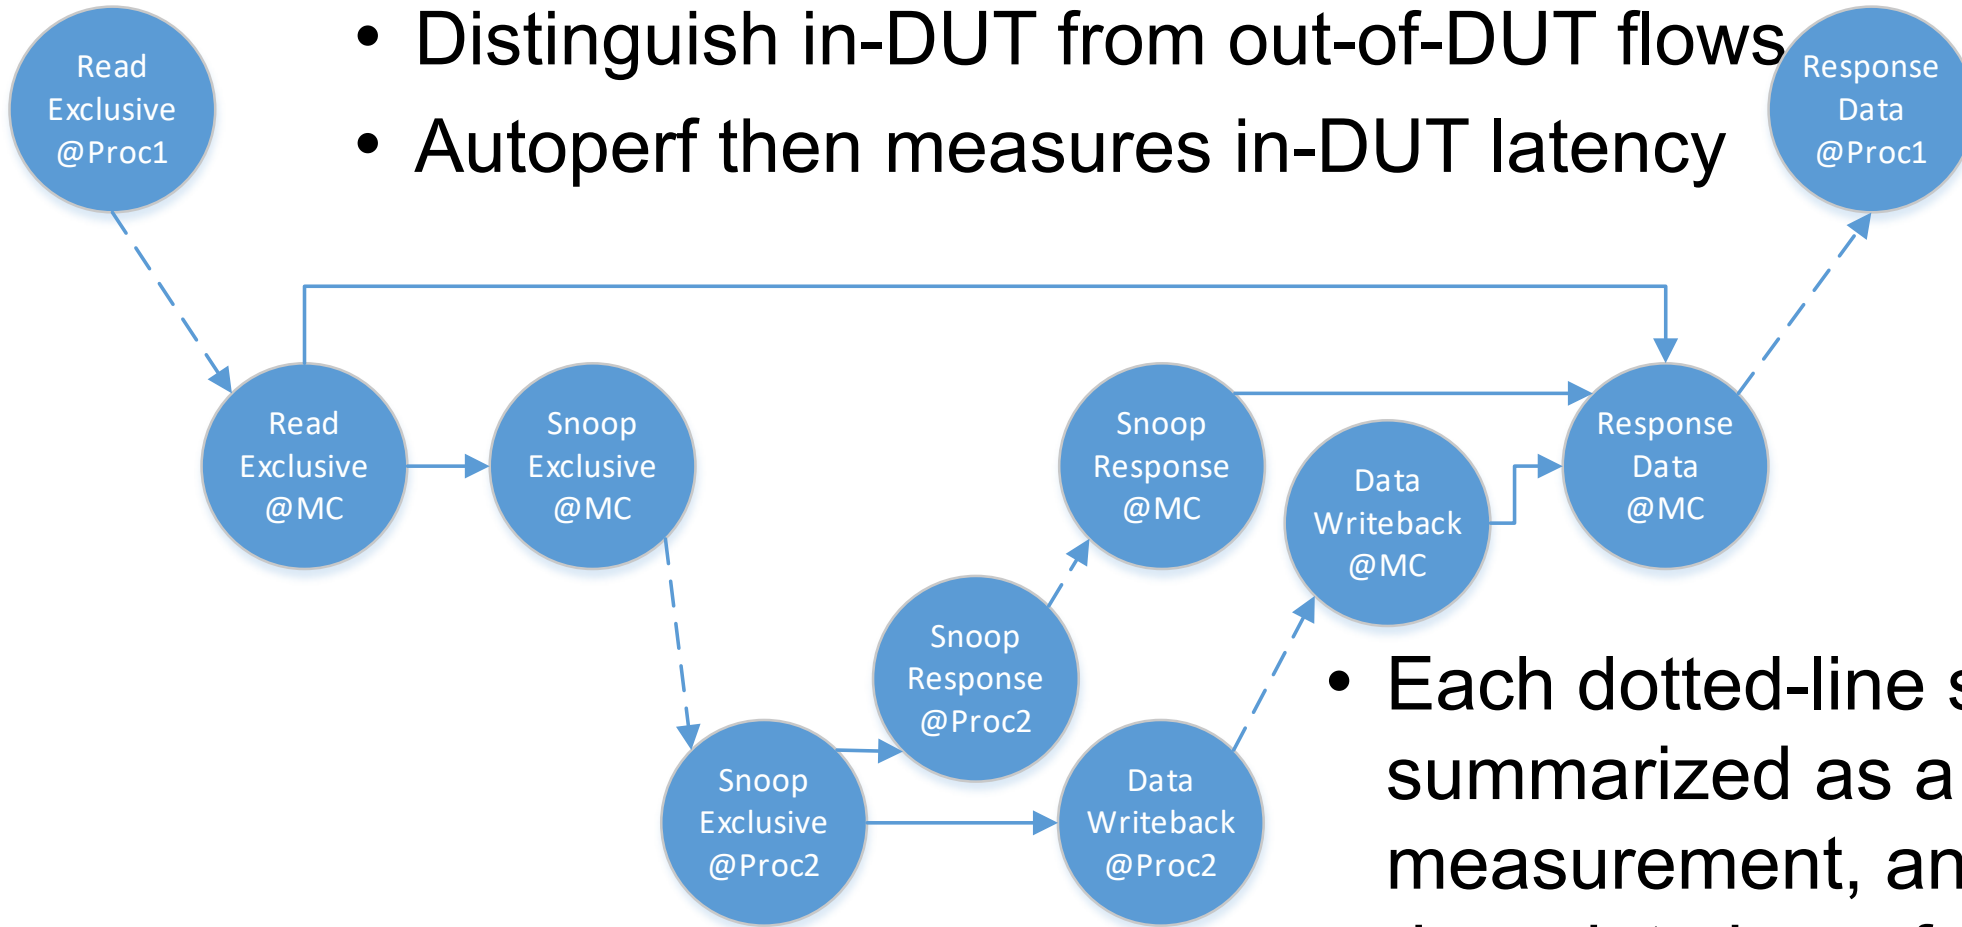 • Distinguish in-DUT from out-of-DUT flows
• Autoperf then measures in-DUT latency
Read
Exclusive
@Proc1
Response
Data
@Proc1
Read
Exclusive
@MC
Snoop
Exclusive
@MC
Snoop
Response
@MC
Data
Writeback
@MC
Response
Data
@MC
Snoop
Response
@Proc2
Snoop
Exclusive
@Proc2
Data
Writeback
@Proc2
• Each dotted-line
summarized as a
measurement,